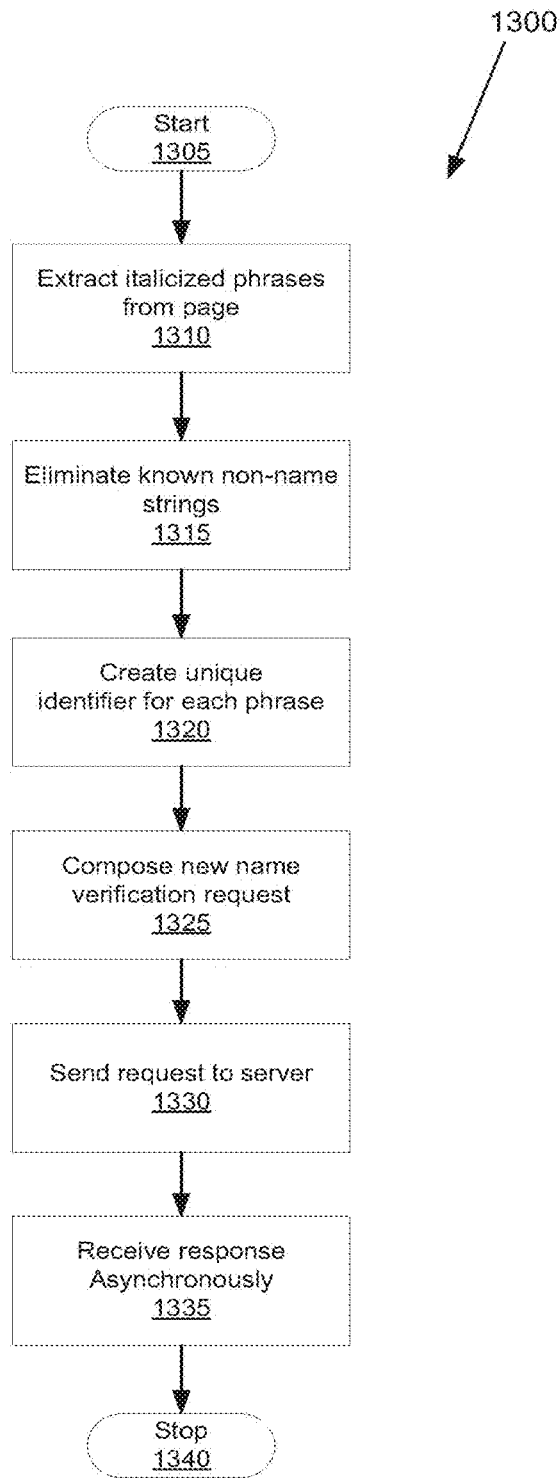 1300
Start
1305
Extract italicized phrases
from page
1310
Eliminate known non-name
strings
1315
Create unique
identifier for each phrase
1320
Compose new name
verification request
1325
Send request to server
1330
Receive response
Asynchronously
1335
Stop
1340